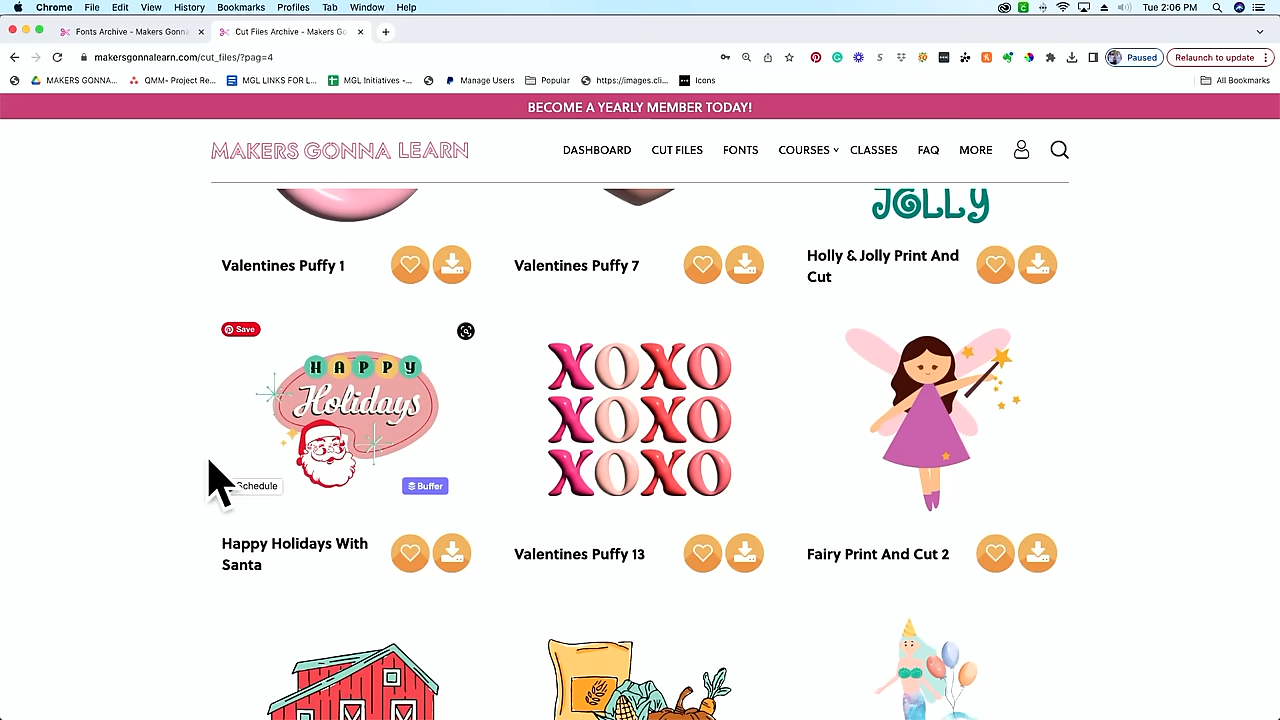 Chrome File Edit View History Bookmarks Profiles Tab Window Help
Tue 2:06 PM
Fonts Archive - Makers Gonna
Cut Files Archive - Makers Go
makersgonnalearn.com/cut_files/?pag=4
Paused
Relaunch to update
MAKERS GONNA...
QMM- Project Re...
MGL LINKS FOR L...
MGL Initiatives -...
Manage Users
Popular
https://images.cli...
Icons
All Bookmarks
BECOME A YEARLY MEMBER TODAY!
MAKERS GONNA LEARN
DASHBOARD
CUT FILES
FONTS
COURSES
CLASSES
FAQ
MORE
JOLLY
Valentines Puffy 1
Valentines Puffy 7
Holly & Jolly Print And
Cut
Save
HAPPY
Holidays
Schedule
Buffer
XOXO
XOXO
XOXO
Happy Holidays With
Santa
Valentines Puffy 13
Fairy Print And Cut 2